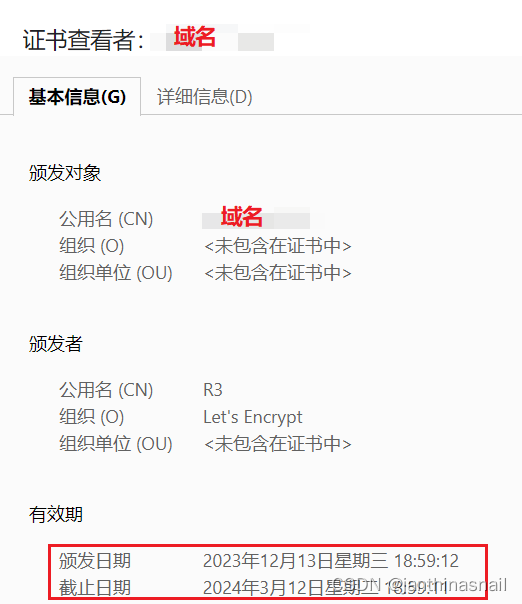 证书查看者： 域名
基本信息(G) 详细信息(D)
颁发对象
公用名 (CN) 域名
组织 (O) <未包含在证书中>
组织单位 (OU) <未包含在证书中>
颁发者
公用名 (CN) R3
组织 (O) Let's Encrypt
组织单位 (OU) <未包含在证书中>
有效期
颁发日期 2023年12月13日星期三 18:59:12
截止日期 2024年3月12日星期二 18:59:11
CSDN @ianthinasnail